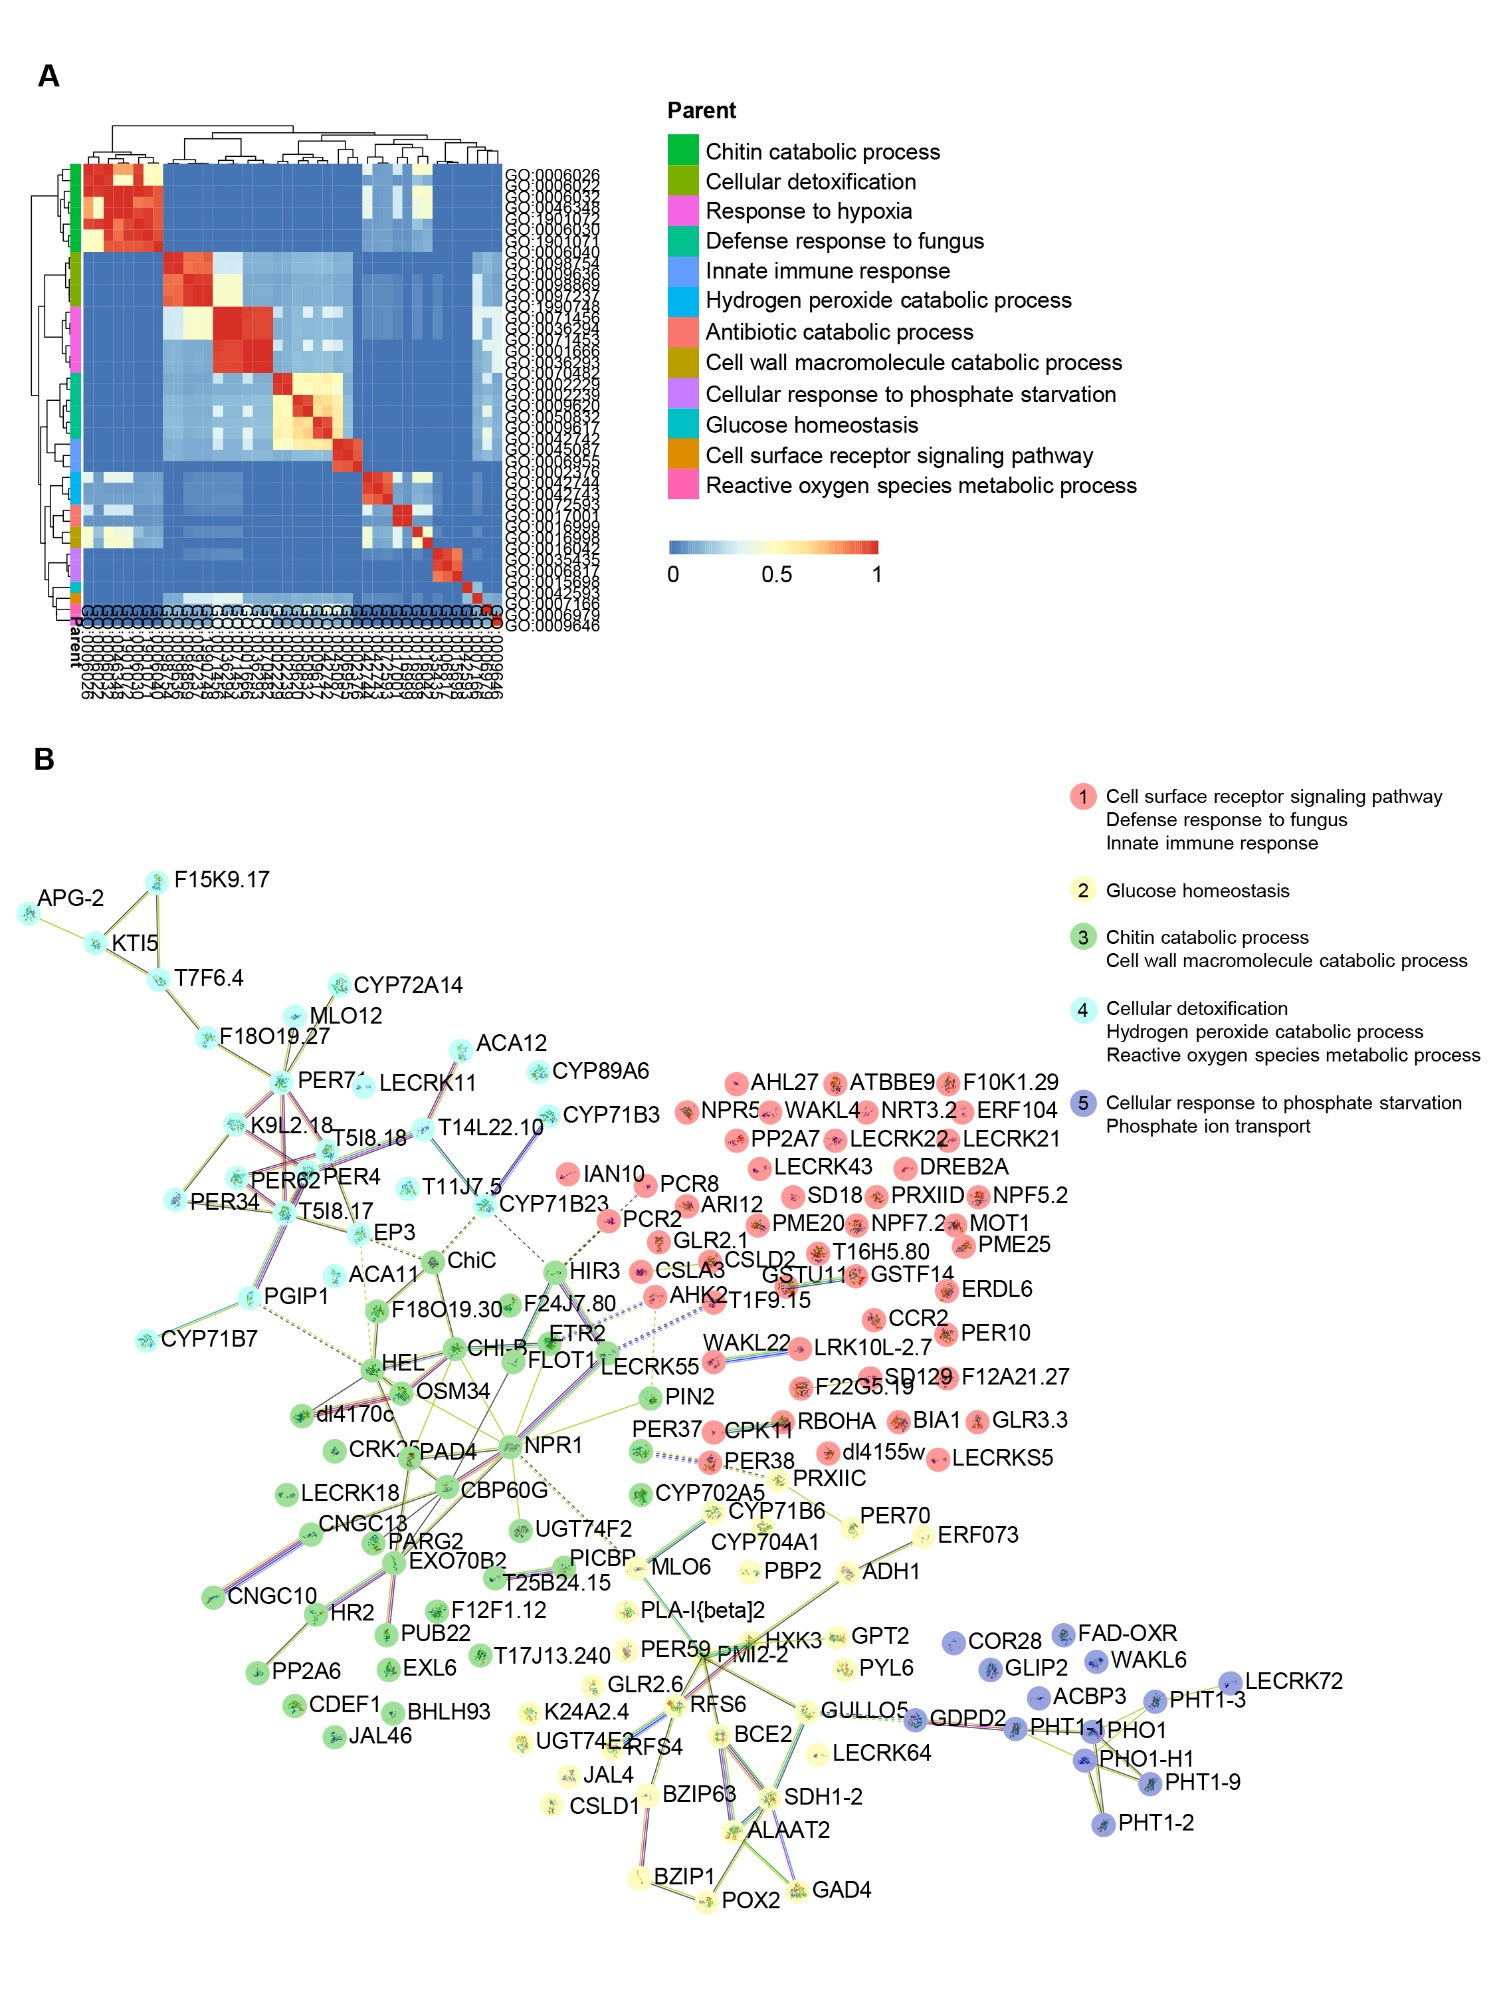 A
Parent
Chitin catabolic process
Cellular detoxification
Response to hypoxia
Defense response to fungus
Innate immune response
Hydrogen peroxide catabolic process
Antibiotic catabolic process
Cell wall macromolecule catabolic process
Cellular response to phosphate starvation
Glucose homeostasis
Cell surface receptor signaling pathway
Reactive oxygen species metabolic process
0 0.5 1
GO:0006026
GO:0006022
GO:0006032
GO:0046348
GO:1901072
GO:0006030
GO:1901071
GO:0006040
GO:0098754
GO:0009636
GO:0098869
GO:0097237
GO:1990748
GO:0071456
GO:0036294
GO:0071453
GO:0001666
GO:0036293
GO:0070482
GO:0002229
GO:0002239
GO:0009620
GO:0050832
GO:0009617
GO:0042742
GO:0045087
GO:0006955
GO:0002376
GO:0042744
GO:0042743
GO:0072593
GO:0017001
GO:0016999
GO:0016998
GO:0016042
GO:0035435
GO:0006817
GO:0015698
GO:0042593
GO:0007166
GO:0006979
GO:0009646
Parent
B
1 Cell surface receptor signaling pathway
Defense response to fungus
Innate immune response
2 Glucose homeostasis
3 Chitin catabolic process
Cell wall macromolecule catabolic process
4 Cellular detoxification
Hydrogen peroxide catabolic process
Reactive oxygen species metabolic process
5 Cellular response to phosphate starvation
Phosphate ion transport
F15K9.17
APG-2
KTI5
T7F6.4
CYP72A14
MLO12
F18O19.27
ACA12
CYP89A6
PER71
LECRK11
AHL27 ATBBE9 F10K1.29
NPR5 WAKL4 NRT3.2 ERF104
CYP71B3
K9L2.18
T14L22.10
T5I8.18
PP2A7 LECRK22 LECRK21
LECRK43 DREB2A
IAN10
PER62 PER4
T11J7.5
PCR8
SD18 PRXIID NPF5.2
PER34
T5I8.17
CYP71B23
ARI12
PCR2
PME20 NPF7.2 MOT1
EP3
GLR2.1
PME25
ChiC
CSLD2
T16H5.80
HIR3
CSLA3
ACA11
GSTU11 GSTF14
ERDL6
PGIP1
AHK2
T1F9.15
F18O19.30
F24J7.80
CCR2
PER10
CYP71B7
ETR2
CHI-B
FLOT1
LECRK55
WAKL22 LRK10L-2.7
HEL
OSM34
SD129 F12A21.27
F22G5.19
PIN2
dl4170c
PER37
CPK11
RBOHA BIA1 GLR3.3
CRK25
PAD4
NPR1
dl4155w
LECRKS5
PER38
PRXIIC
LECRK18
CBP60G
CYP702A5
CYP71B6
PER70
CNGC13
UGT74F2
ERF073
PARG2
CYP704A1
EXO70B2
PICBP
T25B24.15
MLO6
PBP2
ADH1
CNGC10
HR2
F12F1.12
PLA-I{beta]2
PUB22
HXK3
GPT2
COR28
FAD-OXR
T17J13.240
PER59
PMI2-2
PP2A6
EXL6
PYL6
GLIP2
WAKL6
GLR2.6
LECRK72
CDEF1
BHLH93
K24A2.4
RFS6
GULLO5
GDPD2
ACBP3
PHT1-3
JAL46
UGT74E2
RFS4
BCE2
LECRK64
PHT1-1
PHO1
PHO1-H1
JAL4
PHT1-9
CSLD1
BZIP63
SDH1-2
PHT1-2
ALAAT2
BZIP1
GAD4
POX2